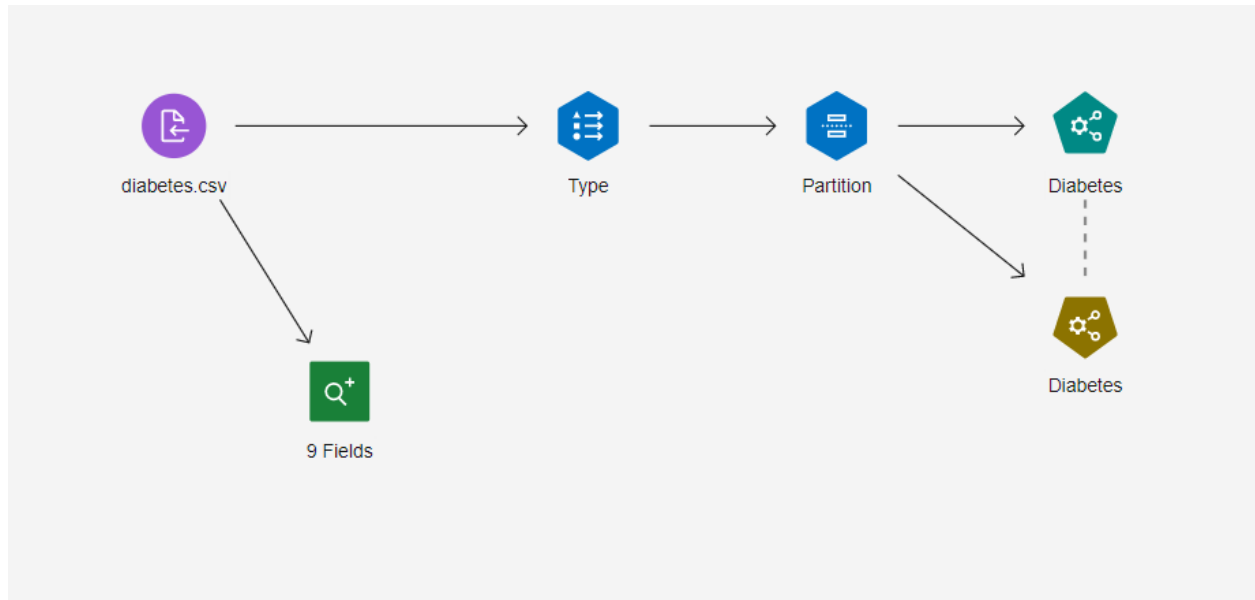 diabetes.csv
Type
Partition
Diabetes
Diabetes
9 Fields